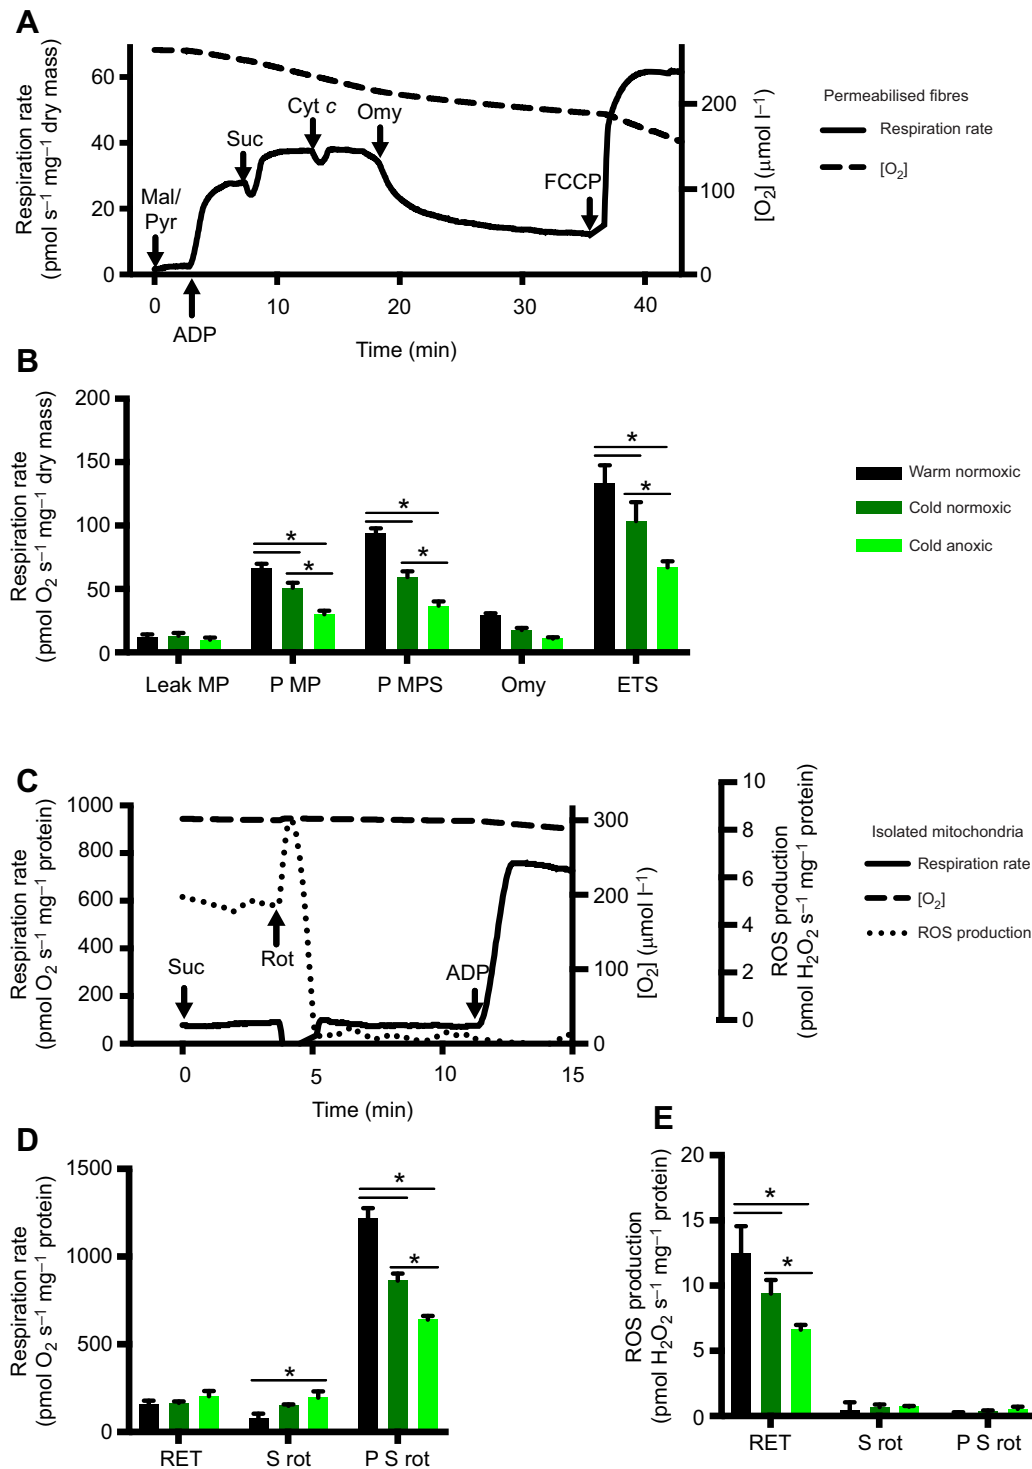 A
Respiration rate
(pmol s⁻¹ mg⁻¹ dry mass)
60
40
20
0
Mal/
Pyr
ADP
Suc
Cyt c
Omy
FCCP
200
100
0
[O₂] (μmol l⁻¹)
0
10
20
30
40
Time (min)
Permeabilised fibres
Respiration rate
[O₂]
B
Respiration rate
(pmol O₂ s⁻¹ mg⁻¹ dry mass)
200
150
100
50
0
*
*
*
*
*
*
Leak MP
P MP
P MPS
Omy
ETS
Warm normoxic
Cold normoxic
Cold anoxic
C
Respiration rate
(pmol O₂ s⁻¹ mg⁻¹ protein)
1000
800
600
400
200
0
Suc
Rot
ADP
300
200
100
0
[O₂] (μmol l⁻¹)
0
5
10
15
Time (min)
10
8
6
4
2
0
ROS production
(pmol H₂O₂ s⁻¹ mg⁻¹ protein)
Isolated mitochondria
Respiration rate
[O₂]
ROS production
D
Respiration rate
(pmol O₂ s⁻¹ mg⁻¹ protein)
1500
1000
500
0
*
*
*
RET
S rot
P S rot
E
ROS production
(pmol H₂O₂ s⁻¹ mg⁻¹ protein)
20
15
10
5
0
*
*
RET
S rot
P S rot